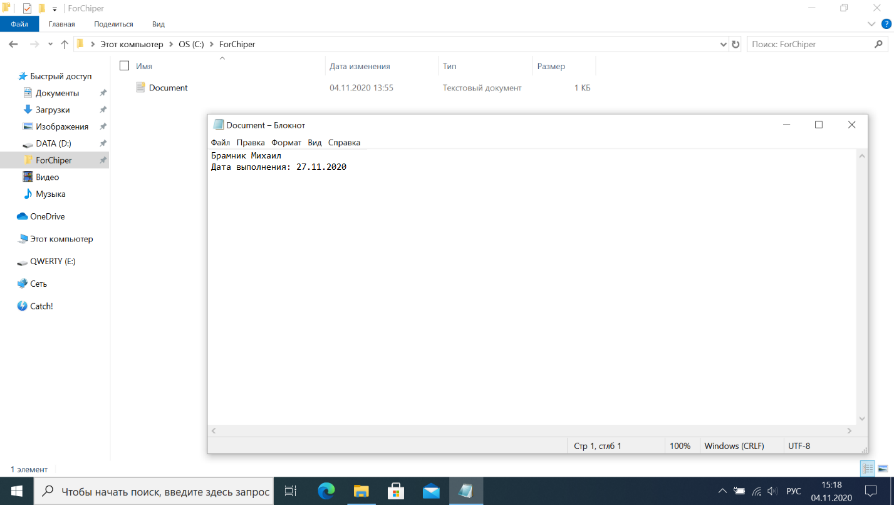 ForChiper
Файл Главная Поделиться Вид
Этот компьютер > OS (C:) > ForChiper
Поиск: ForChiper
Имя Дата изменения Тип Размер
Document 04.11.2020 13:55 Текстовый документ 1 КБ
Быстрый доступ
Документы
Загрузки
Изображения
DATA (D:)
ForChiper
Видео
Музыка
OneDrive
Этот компьютер
QWERTY (E:)
Сеть
Catch!
Document – Блокнот
Файл Правка Формат Вид Справка
Брамник Михаил
Дата выполнения: 27.11.2020
Стр 1, стлб 1 100% Windows (CRLF) UTF-8
1 элемент
Чтобы начать поиск, введите здесь запрос
РУС
15:18
04.11.2020